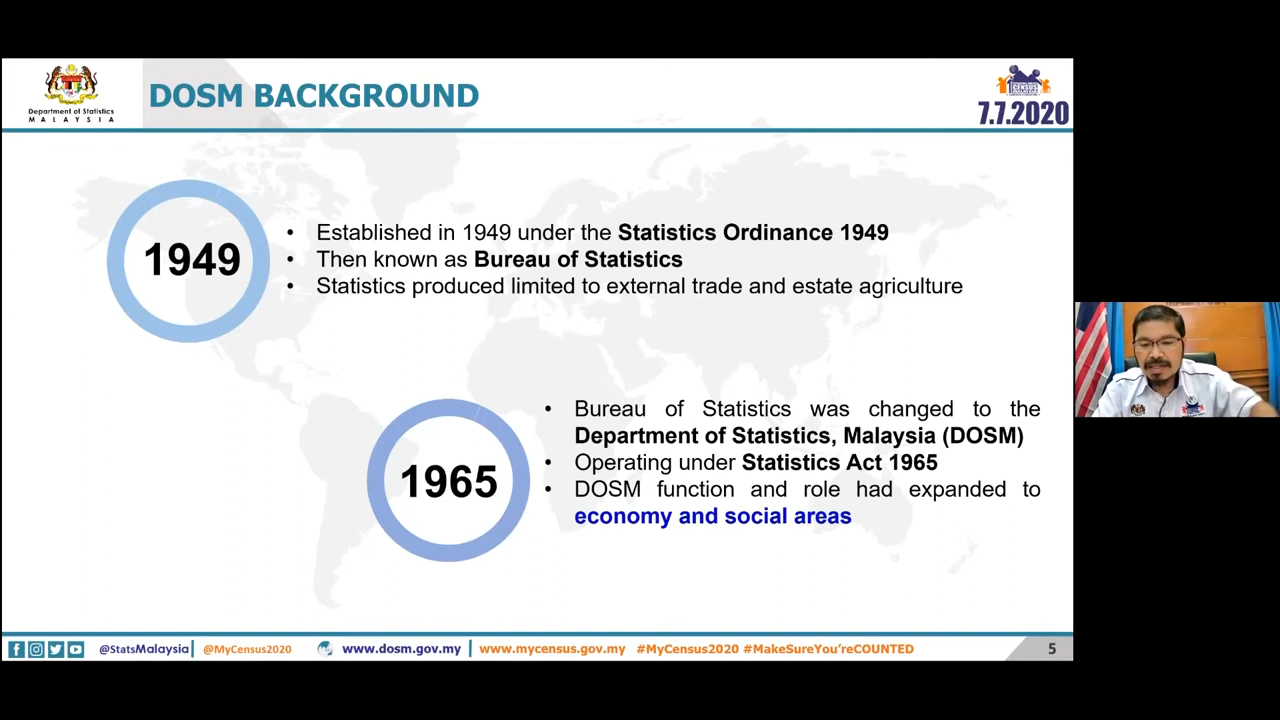 Department of Statistics
MALAYSIA
DOSM BACKGROUND
CENSUS
7.7.2020
1949
• Established in 1949 under the Statistics Ordinance 1949
• Then known as Bureau of Statistics
• Statistics produced limited to external trade and estate agriculture
1965
• Bureau of Statistics was changed to the
Department of Statistics, Malaysia (DOSM)
• Operating under Statistics Act 1965
• DOSM function and role had expanded to
economy and social areas
@StatsMalaysia
@MyCensus2020
www.dosm.gov.my
www.mycensus.gov.my
#MyCensus2020 #MakeSureYou'reCOUNTED
5